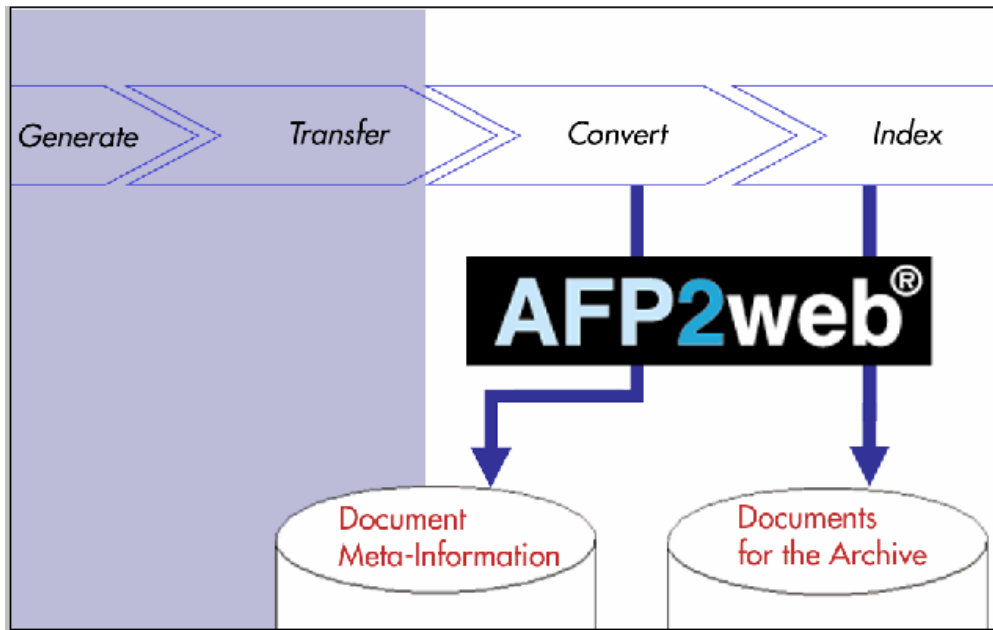 Generate
Transfer
Convert
Index
AFP2web®
Document
Meta-Information
Documents
for the Archive